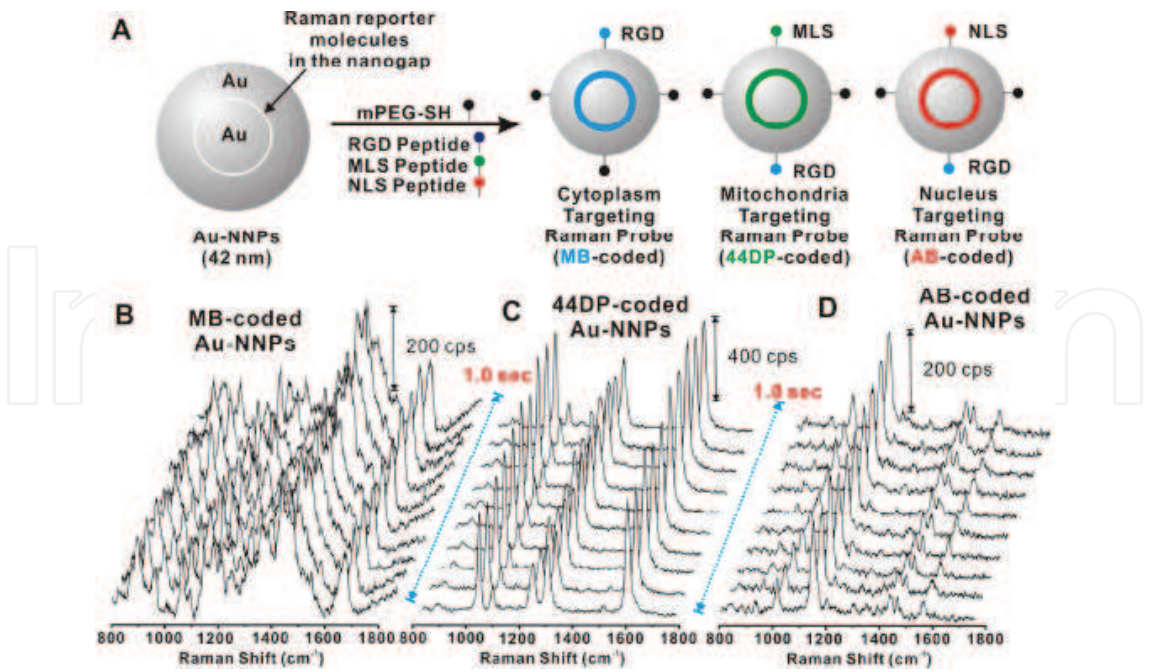 A
Raman reporter
molecules
in the nanogap
Au
Au
Au-NNPs
(42 nm)
mPEG-SH
RGD Peptide
MLS Peptide
NLS Peptide
RGD
Cytoplasm
Targeting
Raman Probe
(MB-coded)
MLS
RGD
Mitochondria
Targeting
Raman Probe
(44DP-coded)
NLS
RGD
Nucleus
Targeting
Raman Probe
(AB-coded)
B
MB-coded
Au-NNPs
200 cps
1.0 sec
800 1000 1200 1400 1600 1800
Raman Shift (cm⁻¹)
C
44DP-coded
Au-NNPs
400 cps
1.0 sec
800 1000 1200 1400 1600 1800
Raman Shift (cm⁻¹)
D
AB-coded
Au-NNPs
200 cps
800 1000 1200 1400 1600 1800
Raman Shift (cm⁻¹)